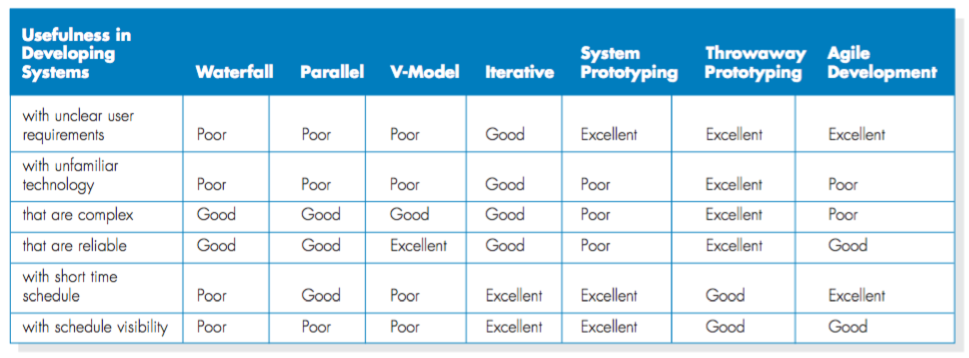 Usefulness in
Developing System Throwaway Agile
Systems Waterfall Parallel V-Model Iterative Prototyping Prototyping Development
with unclear user
requirements Poor Poor Poor Good Excellent Excellent Excellent
with unfamiliar
technology Poor Poor Poor Good Poor Excellent Poor
that are complex Good Good Good Good Poor Excellent Poor
that are reliable Good Good Excellent Good Poor Excellent Good
with short time
schedule Poor Good Poor Excellent Excellent Good Excellent
with schedule visibility Poor Poor Poor Excellent Excellent Good Good